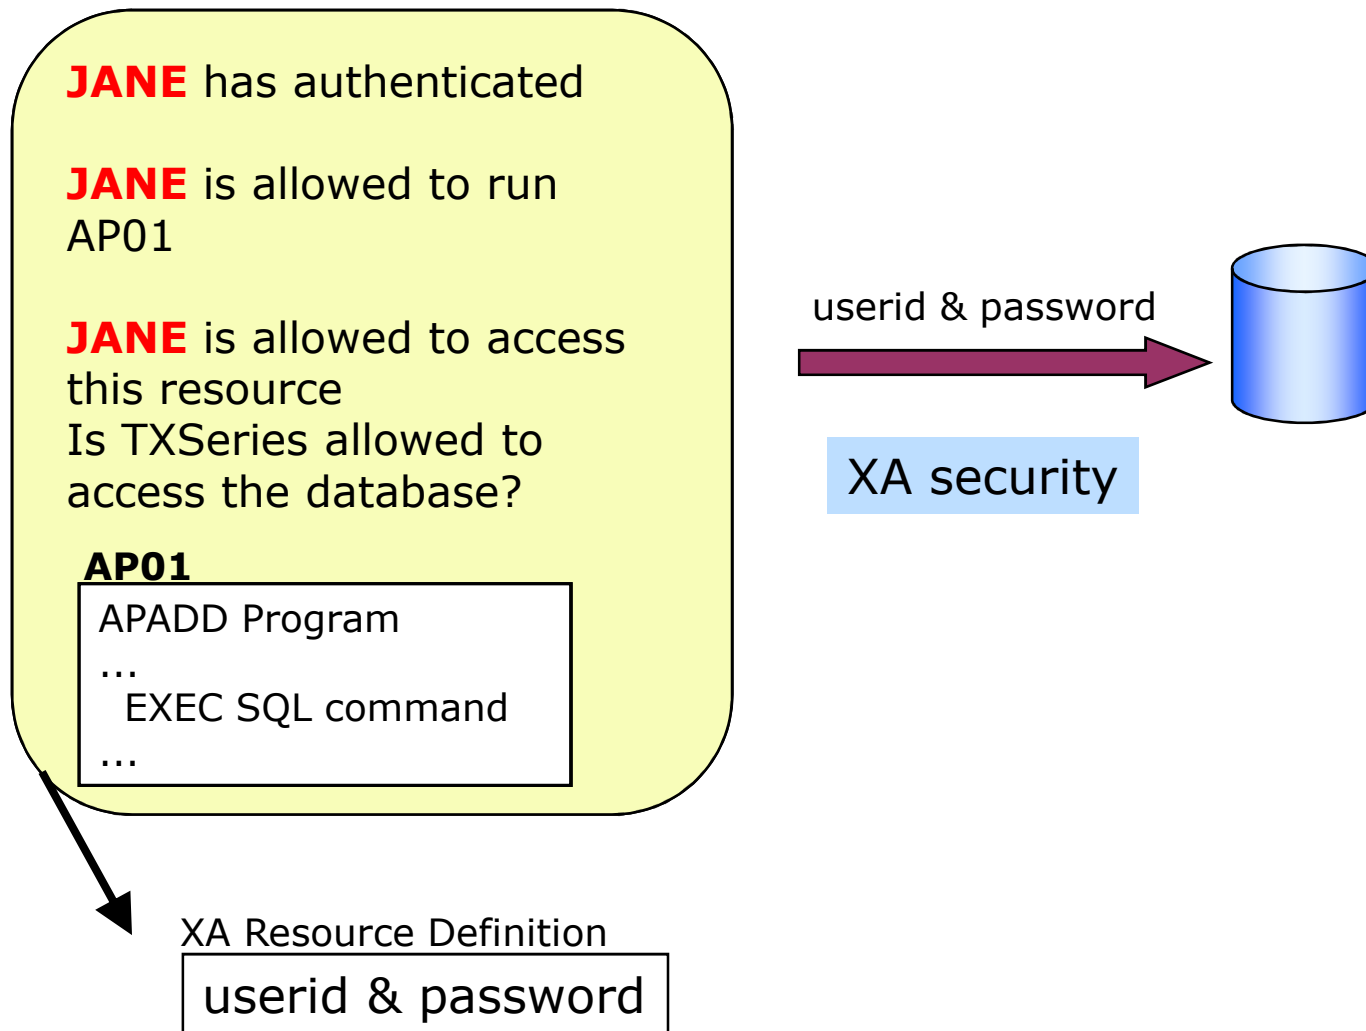 JANE has authenticated
JANE is allowed to run
AP01
JANE is allowed to access
this resource
Is TXSeries allowed to
access the database?
AP01
APADD Program
...
EXEC SQL command
...
userid & password
XA security
XA Resource Definition
userid & password